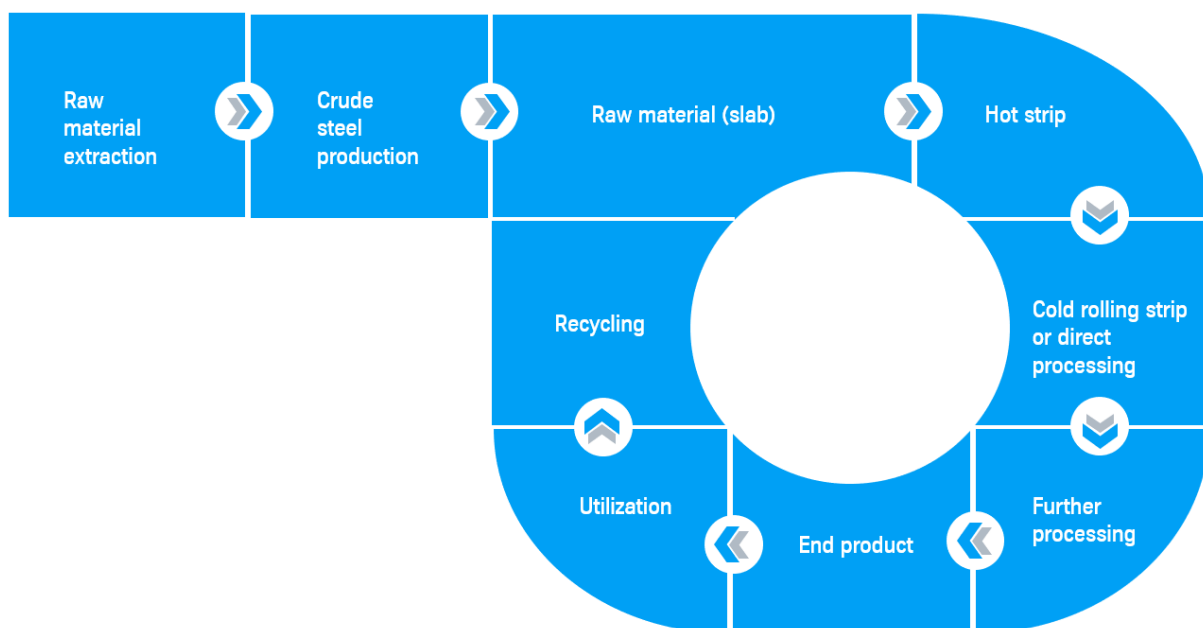 Raw
material
extraction
Crude
steel
production
Raw material (slab)
Hot strip
Cold rolling strip
or direct
processing
Further
processing
End product
Utilization
Recycling